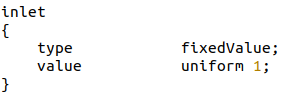 inlet
{
    type            fixedValue;
    value           uniform 1;
}